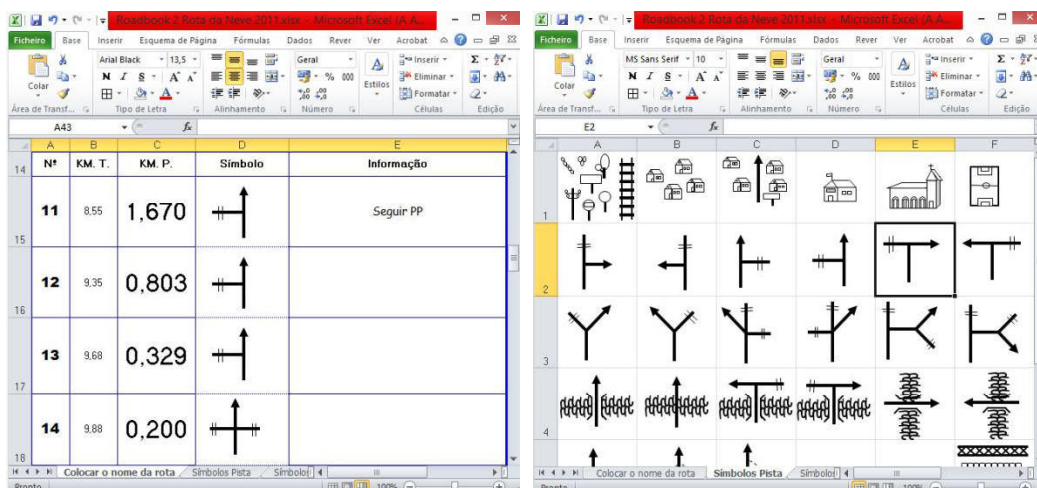 Roadbook 2 Rota da Neve 2011.xlsx - Microsoft Excel (A A...
Ficheiro Base Inserir Esquema de Página Fórmulas Dados Rever Ver Acrobat
Colar
Arial Black 13,5
N I S A A
Geral
% 000
Estilos
Inserir
Eliminar
Formatar
Área de Transf... Tipo de Letra Alinhamento Número Células Edição
A43 fx
A B C D E
14 Nº KM. T. KM. P. Símbolo Informação
15 11 8.55 1,670 Seguir PP
16 12 9.35 0,803
17 13 9.68 0,329
18 14 9.88 0,200
Colocar o nome da rota Símbolos Pista Símbolos
Pronto 100%
Roadbook 2 Rota da Neve 2011.xlsx - Microsoft Excel (A A...
Ficheiro Base Inserir Esquema de Página Fórmulas Dados Rever Ver Acrobat
Colar
MS Sans Serif 10
N I S A A
Geral
% 000
Estilos
Inserir
Eliminar
Formatar
Área de Transf... Tipo de Letra Alinhamento Número Células Edição
E2 fx
A B C D E F
1
2
3
4
Colocar o nome da rota Símbolos Pista Símbolos
Pronto 100%